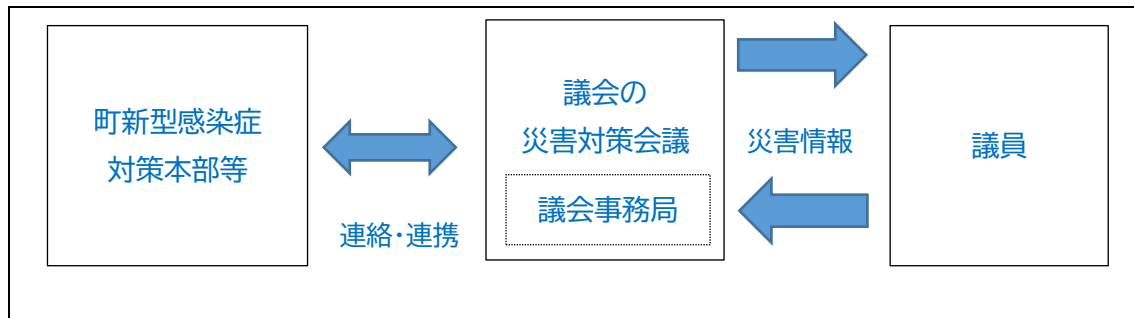 町新型感染症
対策本部等
連絡・連携
議会の
災害対策会議
議会事務局
災害情報
議員